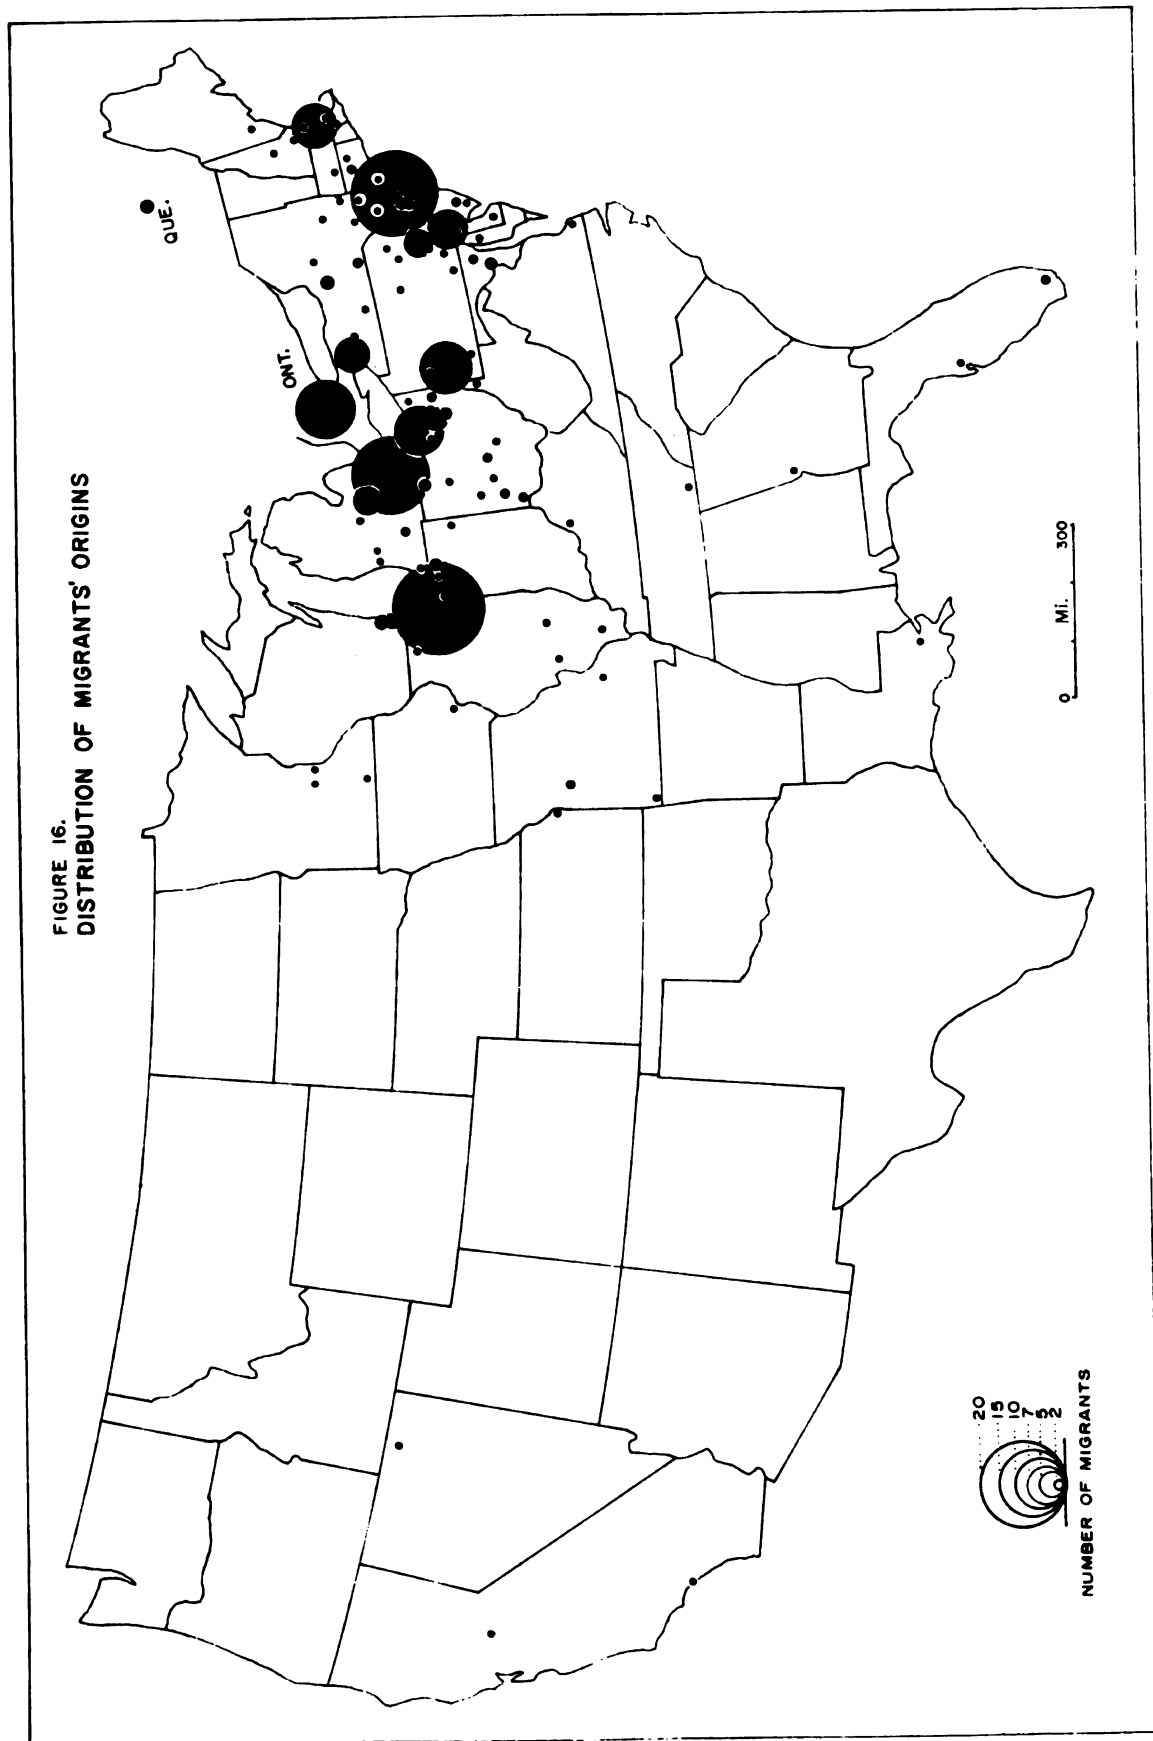 FIGURE 16.
DISTRIBUTION OF MIGRANTS' ORIGINS
QUE.
ONT.
0 Mi. 300
20
15
10
7
5
2
NUMBER OF MIGRANTS